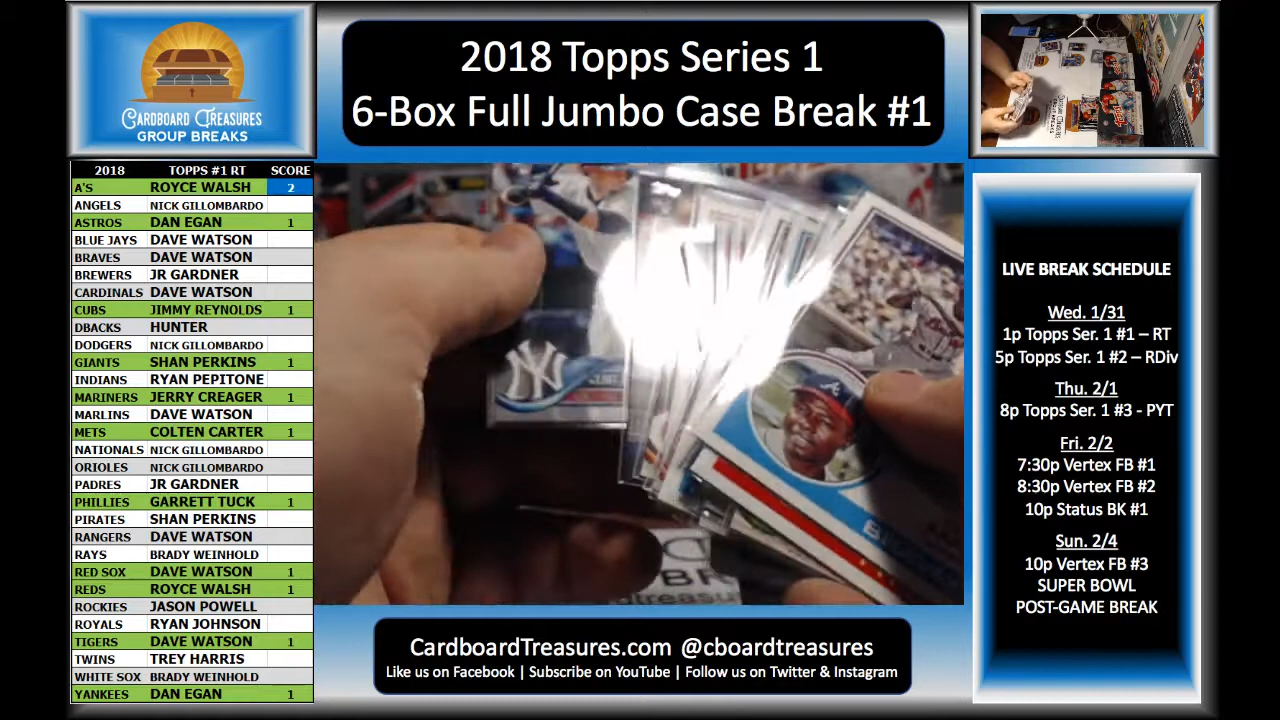 CARDBOARD TREASURES
GROUP BREAKS
2018 Topps Series 1
6-Box Full Jumbo Case Break #1
2018 TOPPS #1 RT SCORE
A'S ROYCE WALSH 2
ANGELS NICK GILLOMBARDO
ASTROS DAN EGAN 1
BLUE JAYS DAVE WATSON
BRAVES DAVE WATSON
BREWERS JR GARDNER
CARDINALS DAVE WATSON
CUBS JIMMY REYNOLDS 1
DBACKS HUNTER
DODGERS NICK GILLOMBARDO
GIANTS SHAN PERKINS 1
INDIANS RYAN PEPITONE
MARINERS JERRY CREAGER 1
MARLINS DAVE WATSON
METS COLTEN CARTER 1
NATIONALS NICK GILLOMBARDO
ORIOLES NICK GILLOMBARDO
PADRES JR GARDNER
PHILLIES GARRETT TUCK 1
PIRATES SHAN PERKINS
RANGERS DAVE WATSON
RAYS BRADY WEINHOLD
RED SOX DAVE WATSON 1
REDS ROYCE WALSH 1
ROCKIES JASON POWELL
ROYALS RYAN JOHNSON
TIGERS DAVE WATSON 1
TWINS TREY HARRIS
WHITE SOX BRADY WEINHOLD
YANKEES DAN EGAN 1
NY
A
LIVE BREAK SCHEDULE
Wed. 1/31
1p Topps Ser. 1 #1 – RT
5p Topps Ser. 1 #2 – RDiv
Thu. 2/1
8p Topps Ser. 1 #3 - PYT
Fri. 2/2
7:30p Vertex FB #1
8:30p Vertex FB #2
10p Status BK #1
Sun. 2/4
10p Vertex FB #3
SUPER BOWL
POST-GAME BREAK
CardboardTreasures.com @cboardtreasures
Like us on Facebook | Subscribe on YouTube | Follow us on Twitter & Instagram